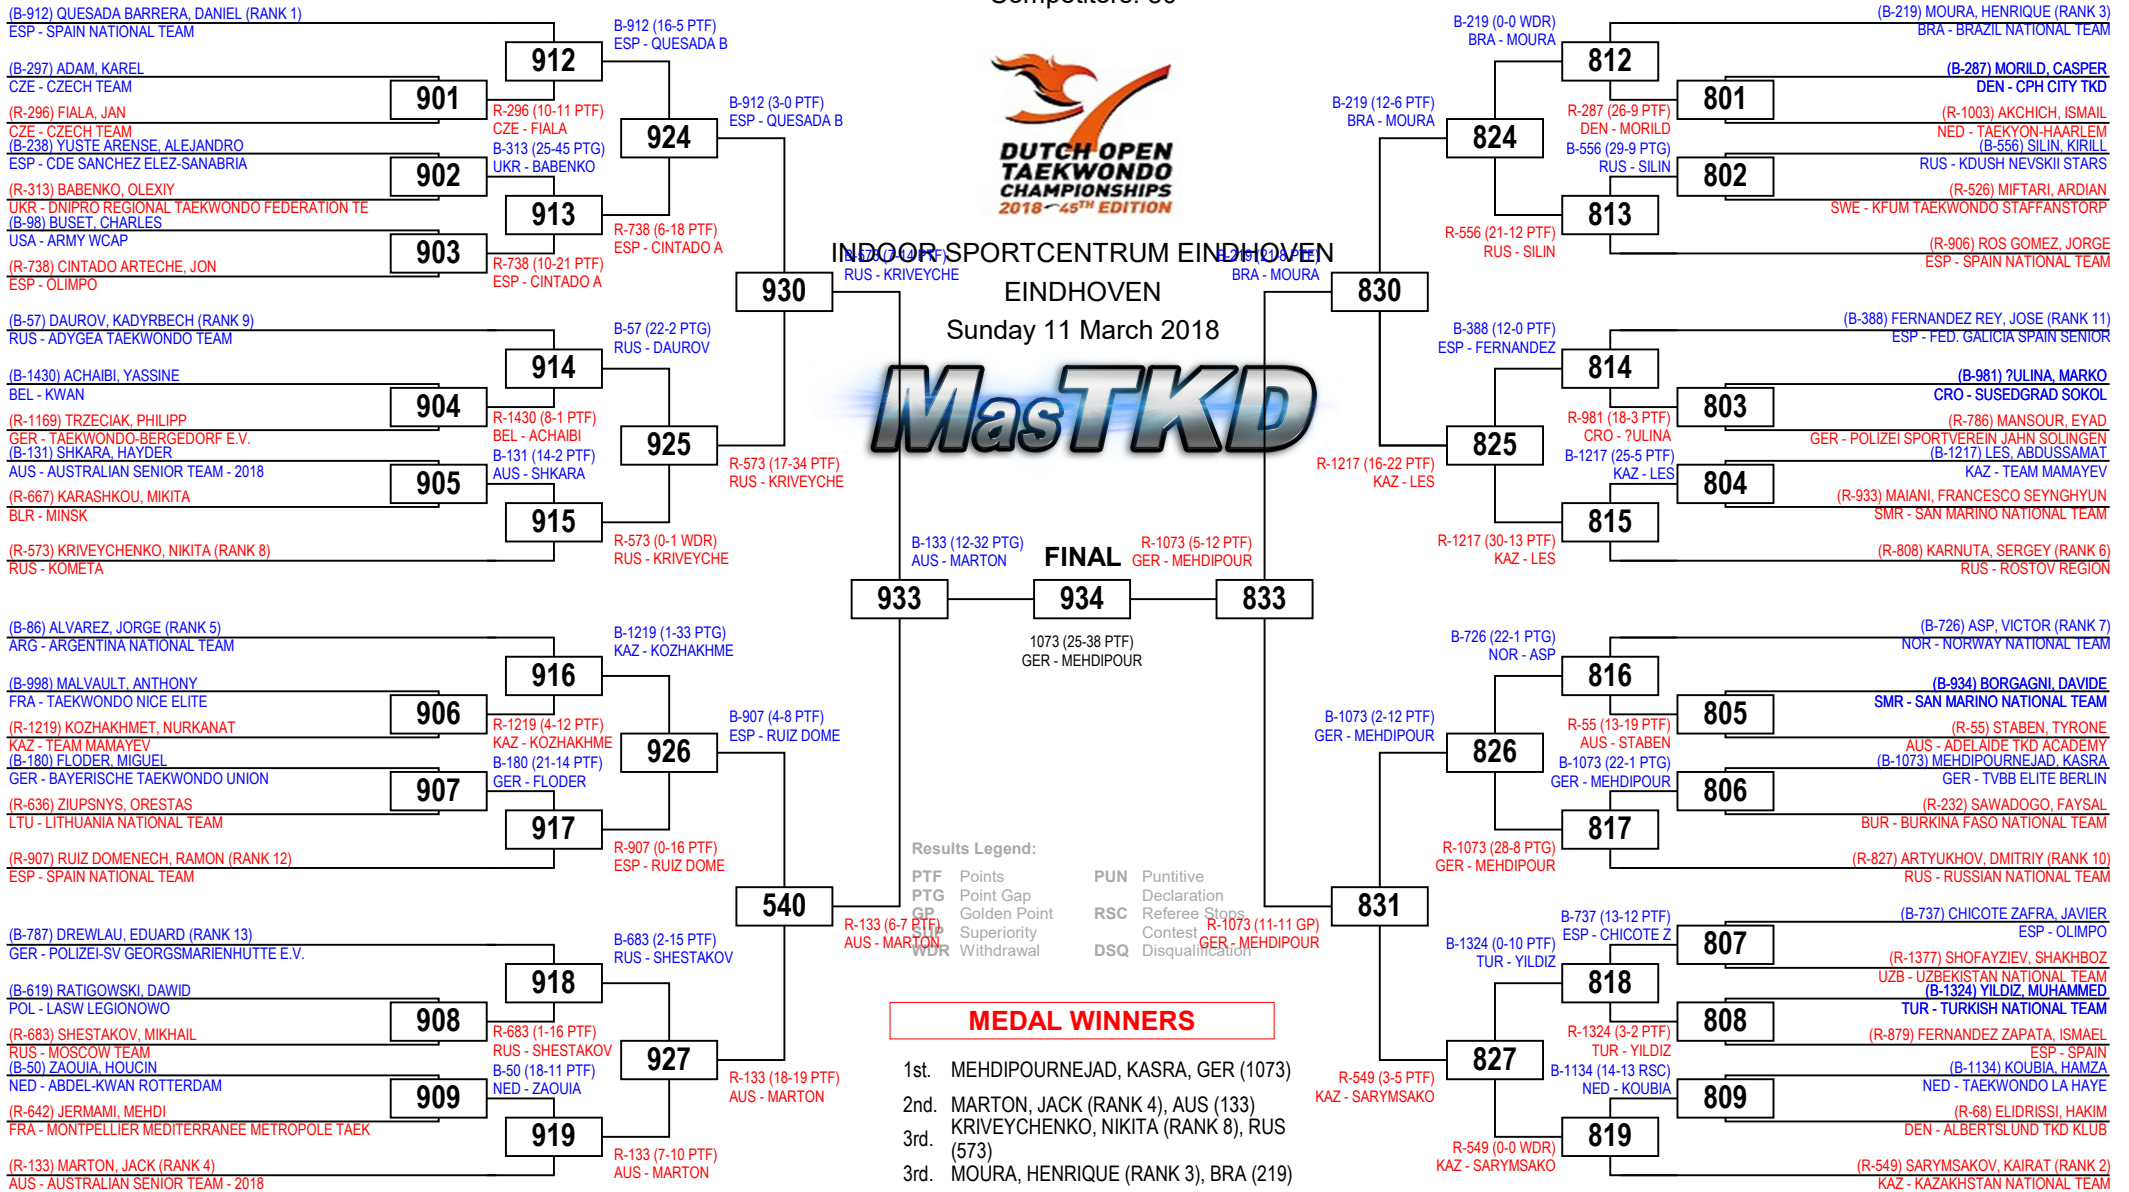 (B-912) QUESADA BARRERA, DANIEL (RANK 1)
ESP - SPAIN NATIONAL TEAM
(B-297) ADAM, KAREL
CZE - CZECH TEAM
(R-296) FIALA, JAN
CZE - CZECH TEAM
(B-238) YUSTE ARENSE, ALEJANDRO
ESP - CDE SANCHEZ ELEZ-SANABRIA
(R-313) BABENKO, OLEXIY
UKR - DNIPRO REGIONAL TAEKWONDO FEDERATION TE
(B-98) BUSET, CHARLES
USA - ARMY WCAP
(R-738) CINTADO ARTECHE, JON
ESP - OLIMPO
(B-57) DAUROV, KADYRBECH (RANK 9)
RUS - ADYGEA TAEKWONDO TEAM
(B-1430) ACHAIBI, YASSINE
BEL - KWAN
(R-1169) TRZECIAK, PHILIPP
GER - TAEKWONDO-BERGEDORF E.V.
(B-131) SHKARA, HAYDER
AUS - AUSTRALIAN SENIOR TEAM - 2018
(R-667) KARASHKOU, MIKITA
BLR - MINSK
(R-573) KRIVEYCHENKO, NIKITA (RANK 8)
RUS - KOMETA
(B-86) ALVAREZ, JORGE (RANK 5)
ARG - ARGENTINA NATIONAL TEAM
(B-998) MALVAULT, ANTHONY
FRA - TAEKWONDO NICE ELITE
(R-1219) KOZHAKHMET, NURKANAT
KAZ - TEAM MAMAYEV
(B-180) FLODER, MIGUEL
GER - BAYERISCHE TAEKWONDO UNION
(R-636) ZIUPSNYS, ORESTAS
LTU - LITHUANIA NATIONAL TEAM
(R-907) RUIZ DOMENECH, RAMON (RANK 12)
ESP - SPAIN NATIONAL TEAM
(B-787) DREWLAU, EDUARD (RANK 13)
GER - POLIZEI-SV GEORGSMARIENHUTTE E.V.
(B-619) RATIGOWSKI, DAWID
POL - LASW LEGIONOWO
(R-683) SHESTAKOV, MIKHAIL
RUS - MOSCOW TEAM
(B-50) ZAOUIA, HOUCIN
NED - ABDEL-KWAN ROTTERDAM
(R-642) JERMAMI, MEHDI
FRA - MONTPELLIER MEDITERRANEE METROPOLE TAEK
(R-133) MARTON, JACK (RANK 4)
AUS - AUSTRALIAN SENIOR TEAM - 2018
901
902
903
904
905
906
907
908
909
912
R-296 (10-11 PTF)
CZE - FIALA
B-313 (25-45 PTG)
UKR - BABENKO
913
R-738 (10-21 PTF)
ESP - CINTADO A
914
R-1430 (8-1 PTF)
BEL - ACHAIBI
B-131 (14-2 PTF)
AUS - SHKARA
915
916
R-1219 (4-12 PTF)
KAZ - KOZHAKHME
B-180 (21-14 PTF)
GER - FLODER
917
918
R-683 (1-16 PTF)
RUS - SHESTAKOV
B-50 (18-11 PTF)
NED - ZAOUIA
919
B-912 (16-5 PTF)
ESP - QUESADA B
924
R-738 (6-18 PTF)
ESP - CINTADO A
B-57 (22-2 PTG)
RUS - DAUROV
925
R-573 (0-1 WDR)
RUS - KRIVEYCHE
B-1219 (1-33 PTG)
KAZ - KOZHAKHME
926
R-907 (0-16 PTF)
ESP - RUIZ DOME
B-683 (2-15 PTF)
RUS - SHESTAKOV
927
R-133 (7-10 PTF)
AUS - MARTON
B-912 (3-0 PTF)
ESP - QUESADA B
930
R-573 (17-34 PTF)
RUS - KRIVEYCHE
B-907 (4-8 PTF)
ESP - RUIZ DOME
540
R-133 (18-19 PTF)
AUS - MARTON
DUTCH OPEN
TAEKWONDO
CHAMPIONSHIPS
2018 - 45TH EDITION
INDOOR SPORTCENTRUM EINDHOVEN
B-573 (7-14 PTF)
RUS - KRIVEYCHE
B-219 (21-8 PTF)
BRA - MOURA
EINDHOVEN
Sunday 11 March 2018
MasTKD
B-133 (12-32 PTG)
AUS - MARTON
FINAL
R-1073 (5-12 PTF)
GER - MEHDIPOUR
933
934
833
1073 (25-38 PTF)
GER - MEHDIPOUR
Results Legend:
PTF Points
PTG Point Gap
GP Golden Point
SUP Superiority
WDR Withdrawal
PUN Puntitive
Declaration
RSC Referee Stops
Contest
DSQ Disqualification
R-133 (6-7 PTF)
AUS - MARTON
R-1073 (11-11 GP)
GER - MEHDIPOUR
MEDAL WINNERS
1st. MEHDIPOURNEJAD, KASRA, GER (1073)
2nd. MARTON, JACK (RANK 4), AUS (133)
3rd. KRIVEYCHENKO, NIKITA (RANK 8), RUS
(573)
3rd. MOURA, HENRIQUE (RANK 3), BRA (219)
B-219 (12-6 PTF)
BRA - MOURA
830
R-1217 (16-22 PTF)
KAZ - LES
B-1073 (2-12 PTF)
GER - MEHDIPOUR
831
R-549 (3-5 PTF)
KAZ - SARYMSAKO
B-219 (0-0 WDR)
BRA - MOURA
824
R-556 (21-12 PTF)
RUS - SILIN
B-388 (12-0 PTF)
ESP - FERNANDEZ
825
R-1217 (30-13 PTF)
KAZ - LES
B-726 (22-1 PTG)
NOR - ASP
826
R-1073 (28-8 PTG)
GER - MEHDIPOUR
B-1324 (0-10 PTF)
TUR - YILDIZ
827
R-549 (0-0 WDR)
KAZ - SARYMSAKO
812
R-287 (26-9 PTF)
DEN - MORILD
B-556 (29-9 PTG)
RUS - SILIN
813
814
R-981 (18-3 PTF)
CRO - ?ULINA
B-1217 (25-5 PTF)
KAZ - LES
815
816
R-55 (13-19 PTF)
AUS - STABEN
B-1073 (22-1 PTG)
GER - MEHDIPOUR
817
B-737 (13-12 PTF)
ESP - CHICOTE Z
818
R-1324 (3-2 PTF)
TUR - YILDIZ
B-1134 (14-13 RSC)
NED - KOUBIA
819
801
802
803
804
805
806
807
808
809
(B-219) MOURA, HENRIQUE (RANK 3)
BRA - BRAZIL NATIONAL TEAM
(B-287) MORILD, CASPER
DEN - CPH CITY TKD
(R-1003) AKCHICH, ISMAIL
NED - TAEKYON-HAARLEM
(B-556) SILIN, KIRILL
RUS - KDUSH NEVSKII STARS
(R-526) MIFTARI, ARDIAN
SWE - KFUM TAEKWONDO STAFFANSTORP
(R-906) ROS GOMEZ, JORGE
ESP - SPAIN NATIONAL TEAM
(B-388) FERNANDEZ REY, JOSE (RANK 11)
ESP - FED. GALICIA SPAIN SENIOR
(B-981) ?ULINA, MARKO
CRO - SUSEDGRAD SOKOL
(R-786) MANSOUR, EYAD
GER - POLIZEI SPORTVEREIN JAHN SOLINGEN
(B-1217) LES, ABDUSSAMAT
KAZ - TEAM MAMAYEV
(R-933) MAIANI, FRANCESCO SEYNGHYUN
SMR - SAN MARINO NATIONAL TEAM
(R-808) KARNUTA, SERGEY (RANK 6)
RUS - ROSTOV REGION
(B-726) ASP, VICTOR (RANK 7)
NOR - NORWAY NATIONAL TEAM
(B-934) BORGAGNI, DAVIDE
SMR - SAN MARINO NATIONAL TEAM
(R-55) STABEN, TYRONE
AUS - ADELAIDE TKD ACADEMY
(B-1073) MEHDIPOURNEJAD, KASRA
GER - TVBB ELITE BERLIN
(R-232) SAWADOGO, FAYSAL
BUR - BURKINA FASO NATIONAL TEAM
(R-827) ARTYUKHOV, DMITRIY (RANK 10)
RUS - RUSSIAN NATIONAL TEAM
(B-737) CHICOTE ZAFRA, JAVIER
ESP - OLIMPO
(R-1377) SHOFAYZIEV, SHAKHBOZ
UZB - UZBEKISTAN NATIONAL TEAM
(B-1324) YILDIZ, MUHAMMED
TUR - TURKISH NATIONAL TEAM
(R-879) FERNANDEZ ZAPATA, ISMAEL
ESP - SPAIN
(B-1134) KOUBIA, HAMZA
NED - TAEKWONDO LA HAYE
(R-68) ELIDRISSI, HAKIM
DEN - ALBERTSLUND TKD KLUB
(R-549) SARYMSAKOV, KAIRAT (RANK 2)
KAZ - KAZAKHSTAN NATIONAL TEAM